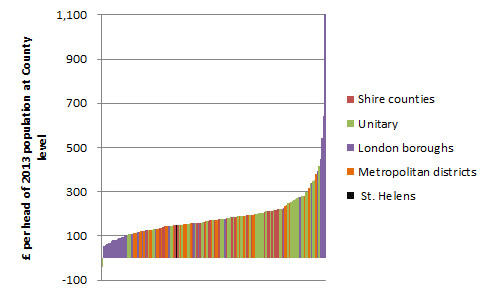 £ per head of 2013 population at County
level
1,100
900
700
500
300
100
-100
Shire counties
Unitary
London boroughs
Metropolitan districts
St. Helens